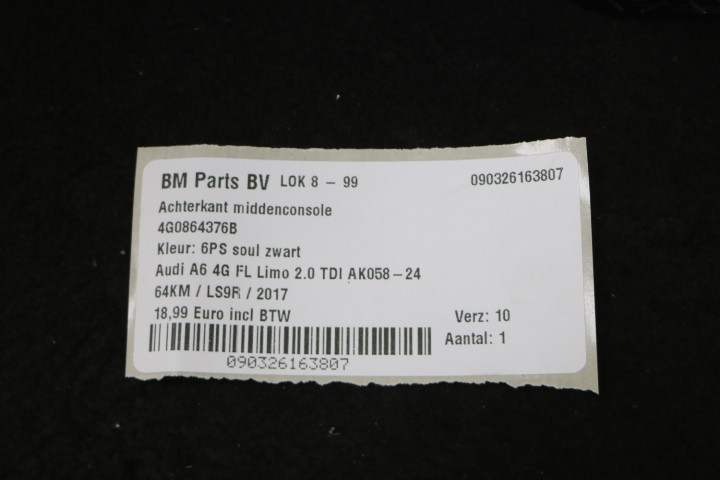 BM Parts BV LOK 8 - 99 090326163807
Achterkant middenconsole
4G0864376B
Kleur: 6PS soul zwart
Audi A6 4G FL Limo 2.0 TDI AK058-24
64KM / LS9R / 2017
18,99 Euro incl BTW Verz: 10
Aantal: 1
090326163807